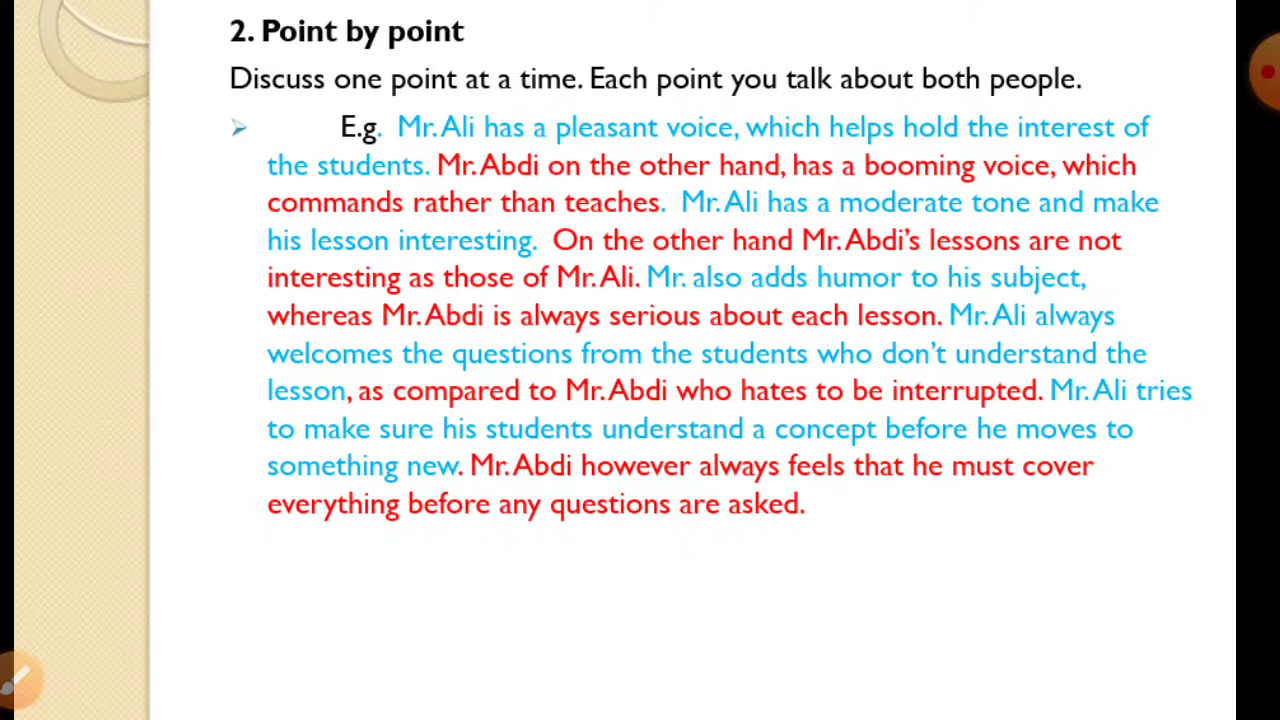 2. Point by point
Discuss one point at a time. Each point you talk about both people.
E.g. Mr. Ali has a pleasant voice, which helps hold the interest of
the students. Mr. Abdi on the other hand, has a booming voice, which
commands rather than teaches. Mr. Ali has a moderate tone and make
his lesson interesting. On the other hand Mr. Abdi's lessons are not
interesting as those of Mr. Ali. Mr. also adds humor to his subject,
whereas Mr. Abdi is always serious about each lesson. Mr. Ali always
welcomes the questions from the students who don't understand the
lesson, as compared to Mr. Abdi who hates to be interrupted. Mr. Ali tries
to make sure his students understand a concept before he moves to
something new. Mr. Abdi however always feels that he must cover
everything before any questions are asked.